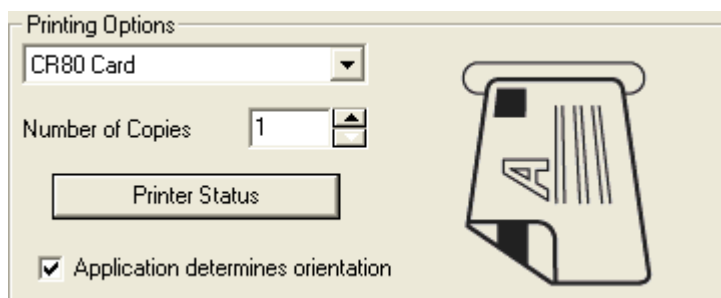 Printing Options
CR80 Card
Number of Copies 1
Printer Status
Application determines orientation
A